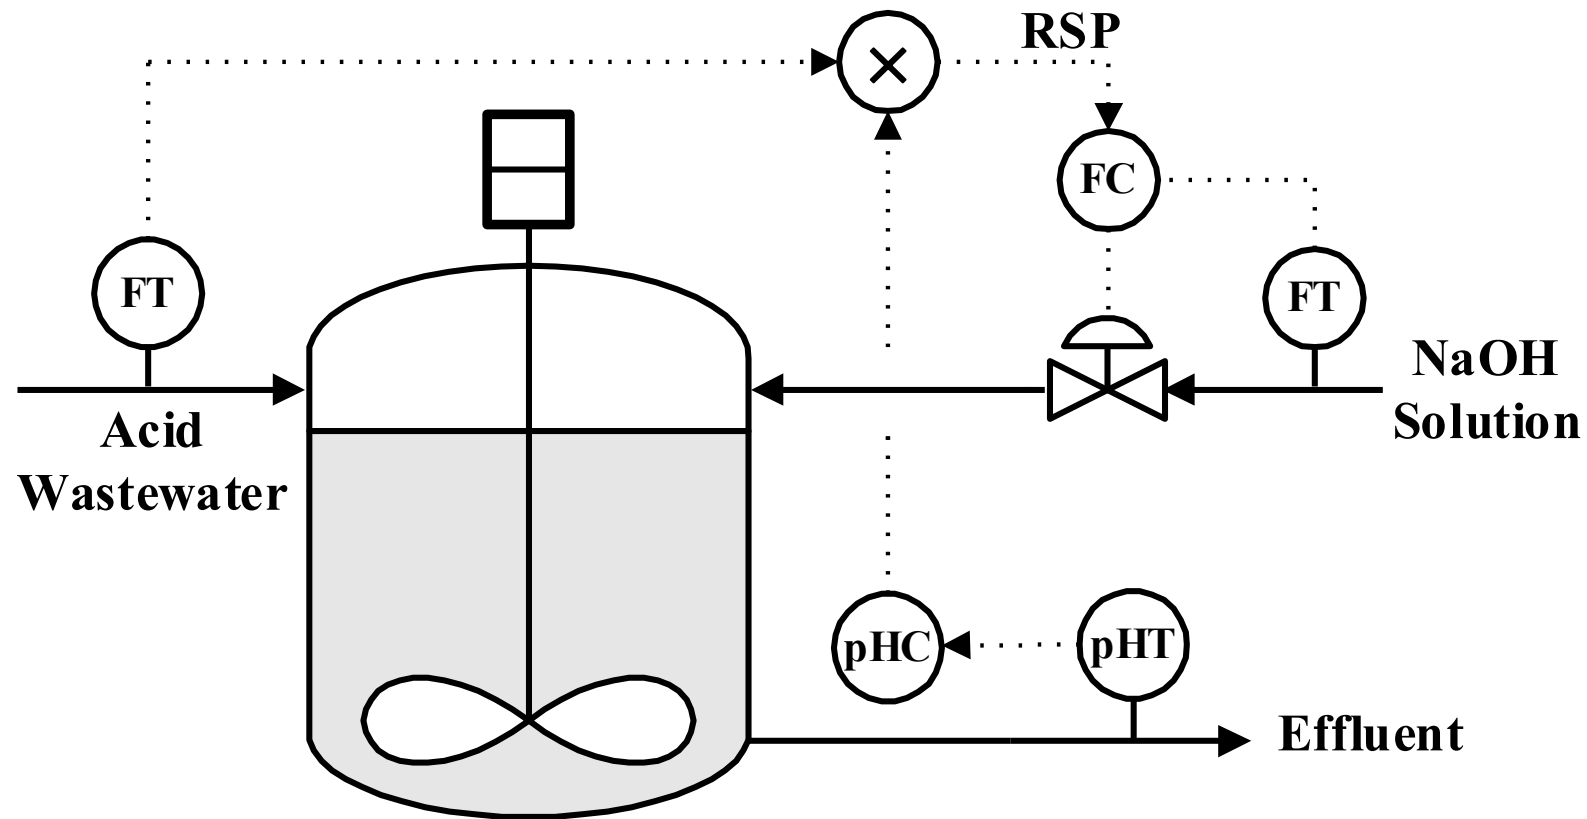 RSP
×
FC
FT
FT
NaOH
Solution
Acid
Wastewater
pHC
pHT
Effluent